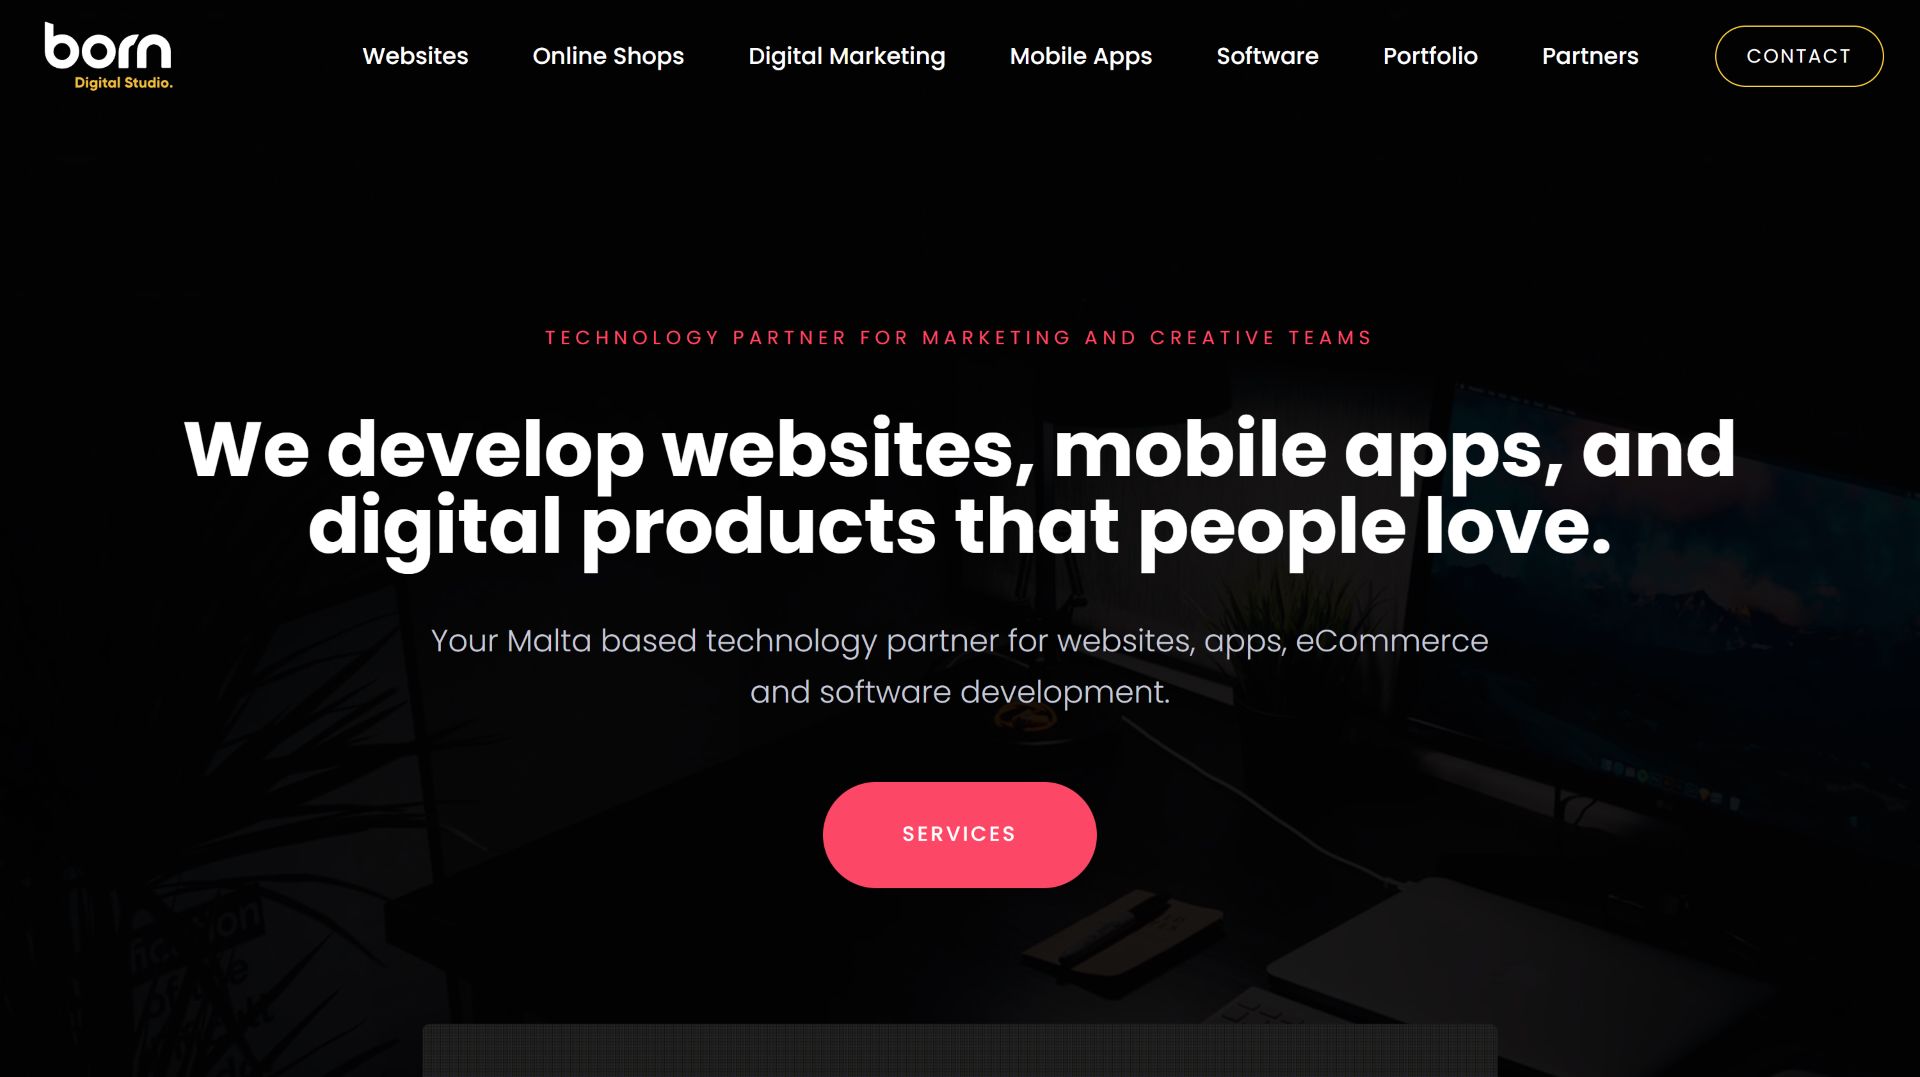 born
Digital Studio.
Websites
Online Shops
Digital Marketing
Mobile Apps
Software
Portfolio
Partners
CONTACT
TECHNOLOGY PARTNER FOR MARKETING AND CREATIVE TEAMS
We develop websites, mobile apps, and
digital products that people love.
Your Malta based technology partner for websites, apps, eCommerce
and software development.
SERVICES